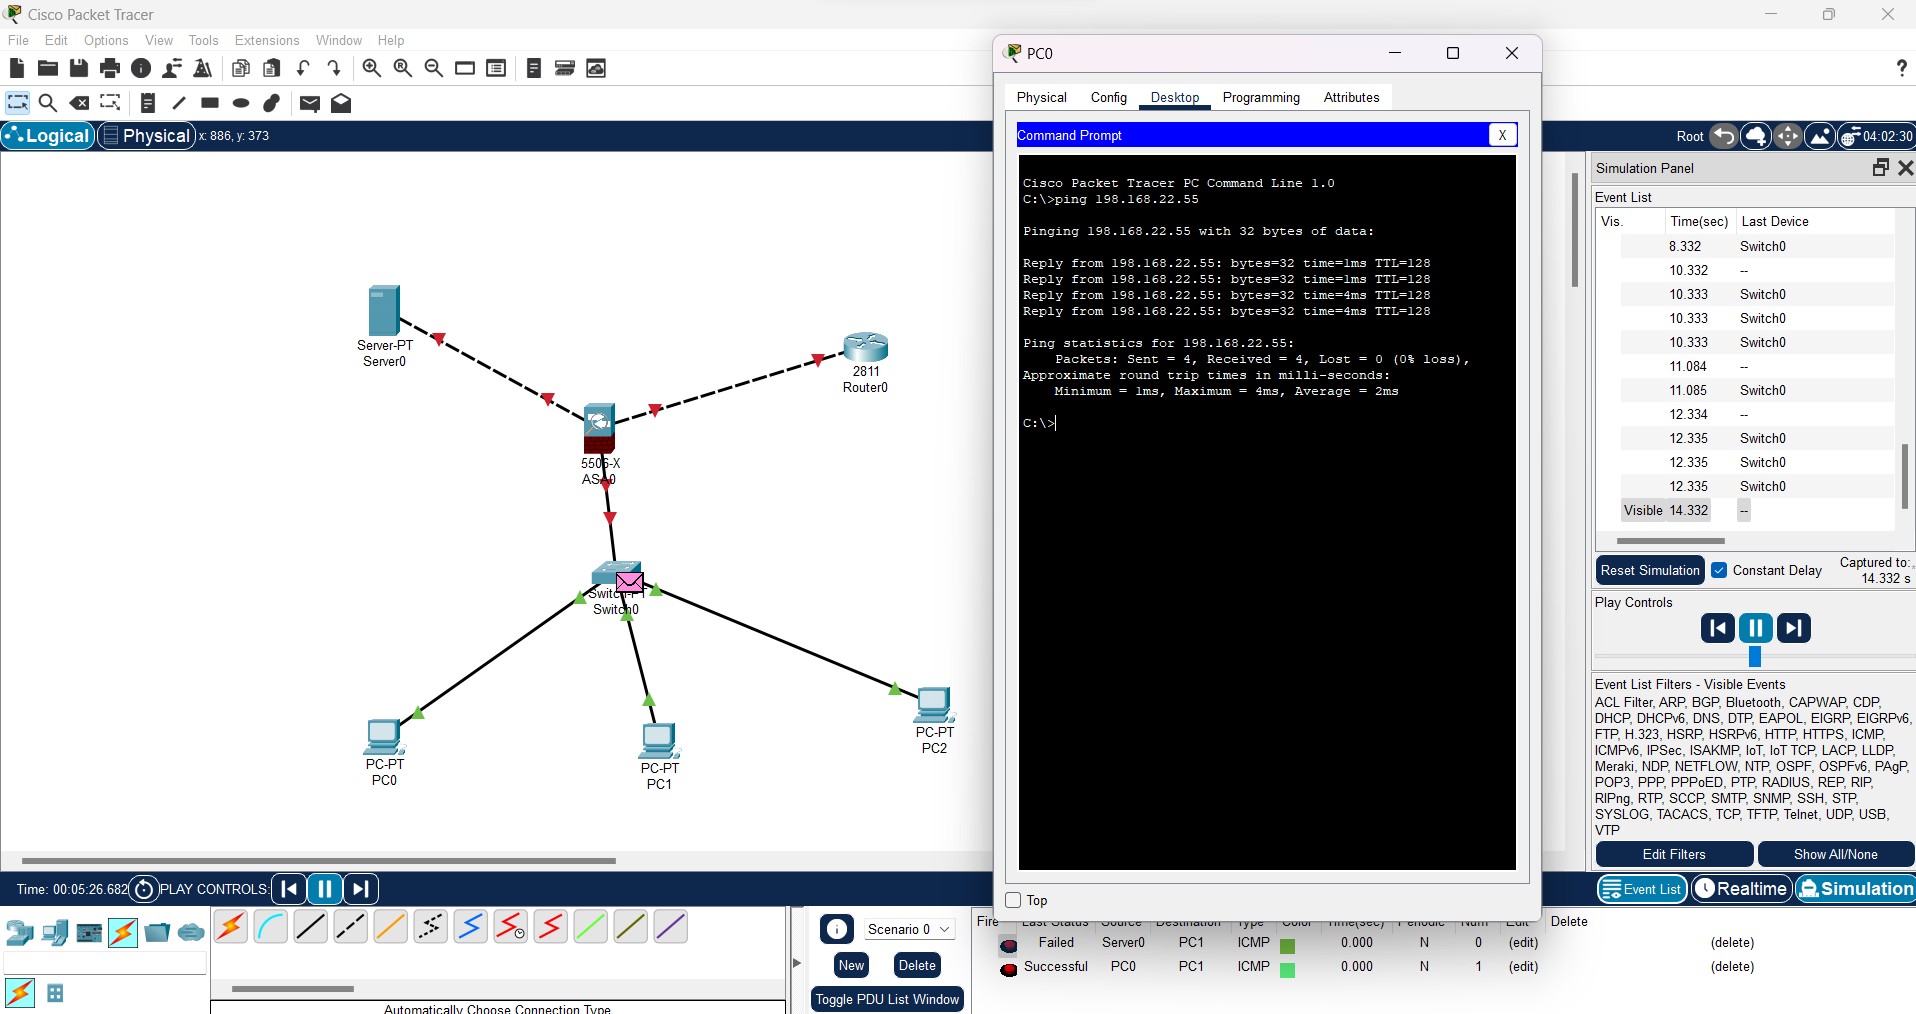 Cisco Packet Tracer
File Edit Options View Tools Extensions Window Help
Logical Physical x: 886, y: 373
Root 04:02:30
Server-PT
Server0
2811
Router0
5506-X
ASA0
Switch-PT
Switch0
PC-PT
PC0
PC-PT
PC1
PC-PT
PC2
PC0
Physical Config Desktop Programming Attributes
Command Prompt X
Cisco Packet Tracer PC Command Line 1.0
C:\>ping 198.168.22.55
Pinging 198.168.22.55 with 32 bytes of data:
Reply from 198.168.22.55: bytes=32 time=1ms TTL=128
Reply from 198.168.22.55: bytes=32 time=1ms TTL=128
Reply from 198.168.22.55: bytes=32 time=4ms TTL=128
Reply from 198.168.22.55: bytes=32 time=4ms TTL=128
Ping statistics for 198.168.22.55:
Packets: Sent = 4, Received = 4, Lost = 0 (0% loss),
Approximate round trip times in milli-seconds:
Minimum = 1ms, Maximum = 4ms, Average = 2ms
C:\>
Top
Simulation Panel
Event List
Vis. Time(sec) Last Device
8.332 Switch0
10.332 --
10.333 Switch0
10.333 Switch0
10.333 Switch0
11.084 --
11.085 Switch0
12.334 --
12.335 Switch0
12.335 Switch0
12.335 Switch0
Visible 14.332 --
Reset Simulation Constant Delay Captured to:
14.332 s
Play Controls
Event List Filters - Visible Events
ACL Filter, ARP, BGP, Bluetooth, CAPWAP, CDP,
DHCP, DHCPv6, DNS, DTP, EAPOL, EIGRP, EIGRPv6,
FTP, H.323, HSRP, HSRPv6, HTTP, HTTPS, ICMP,
ICMPv6, IPSec, ISAKMP, IoT, IoT TCP, LACP, LLDP,
Meraki, NDP, NETFLOW, NTP, OSPF, OSPFv6, PAgP,
POP3, PPP, PPPoED, PTP, RADIUS, REP, RIP,
RIPng, RTP, SCCP, SMTP, SNMP, SSH, STP,
SYSLOG, TACACS, TCP, TFTP, Telnet, UDP, USB,
VTP
Edit Filters Show All/None
Time: 00:05:26.682 PLAY CONTROLS:
Event List Realtime Simulation
Automatically Choose Connection Type
Scenario 0
New Delete
Toggle PDU List Window
Fire Last Status Source Destination Type Color Time(sec) Periodic Num Edit Delete
Failed Server0 PC1 ICMP 0.000 N 0 (edit) (delete)
Successful PC0 PC1 ICMP 0.000 N 1 (edit) (delete)